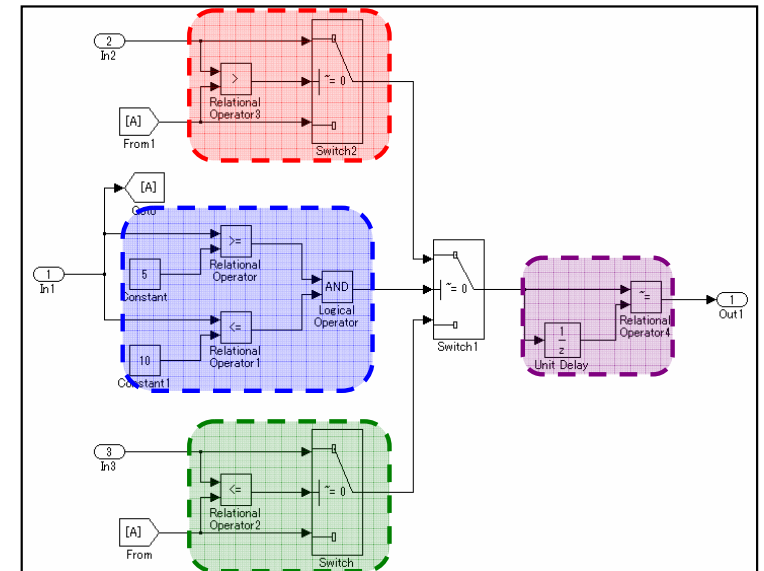 2
In2
>
Relational
Operator3
~= 0
[A]
From1
Switch2
[A]
Goto
>=
Relational
Operator
5
Constant
1
In1
AND
Logical
Operator
<=
Relational
Operator1
10
Constant1
~= 0
Switch1
~=
Relational
Operator4
1
Out1
1
z
Unit Delay
3
In3
<=
Relational
Operator2
~= 0
[A]
From
Switch